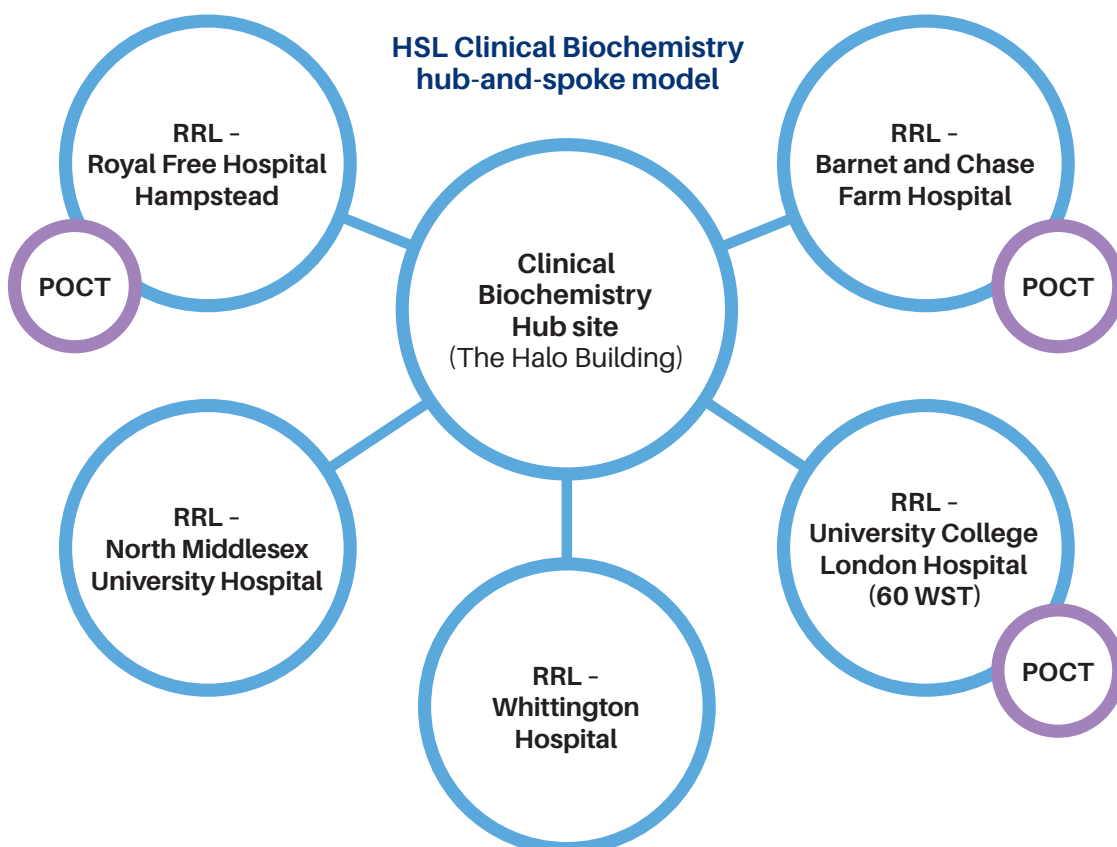 HSL Clinical Biochemistry
hub-and-spoke model
RRL –
Royal Free Hospital
Hampstead
POCT
RRL –
Barnet and Chase
Farm Hospital
POCT
Clinical
Biochemistry
Hub site
(The Halo Building)
RRL –
North Middlesex
University Hospital
RRL –
University College
London Hospital
(60 WST)
POCT
RRL –
Whittington
Hospital